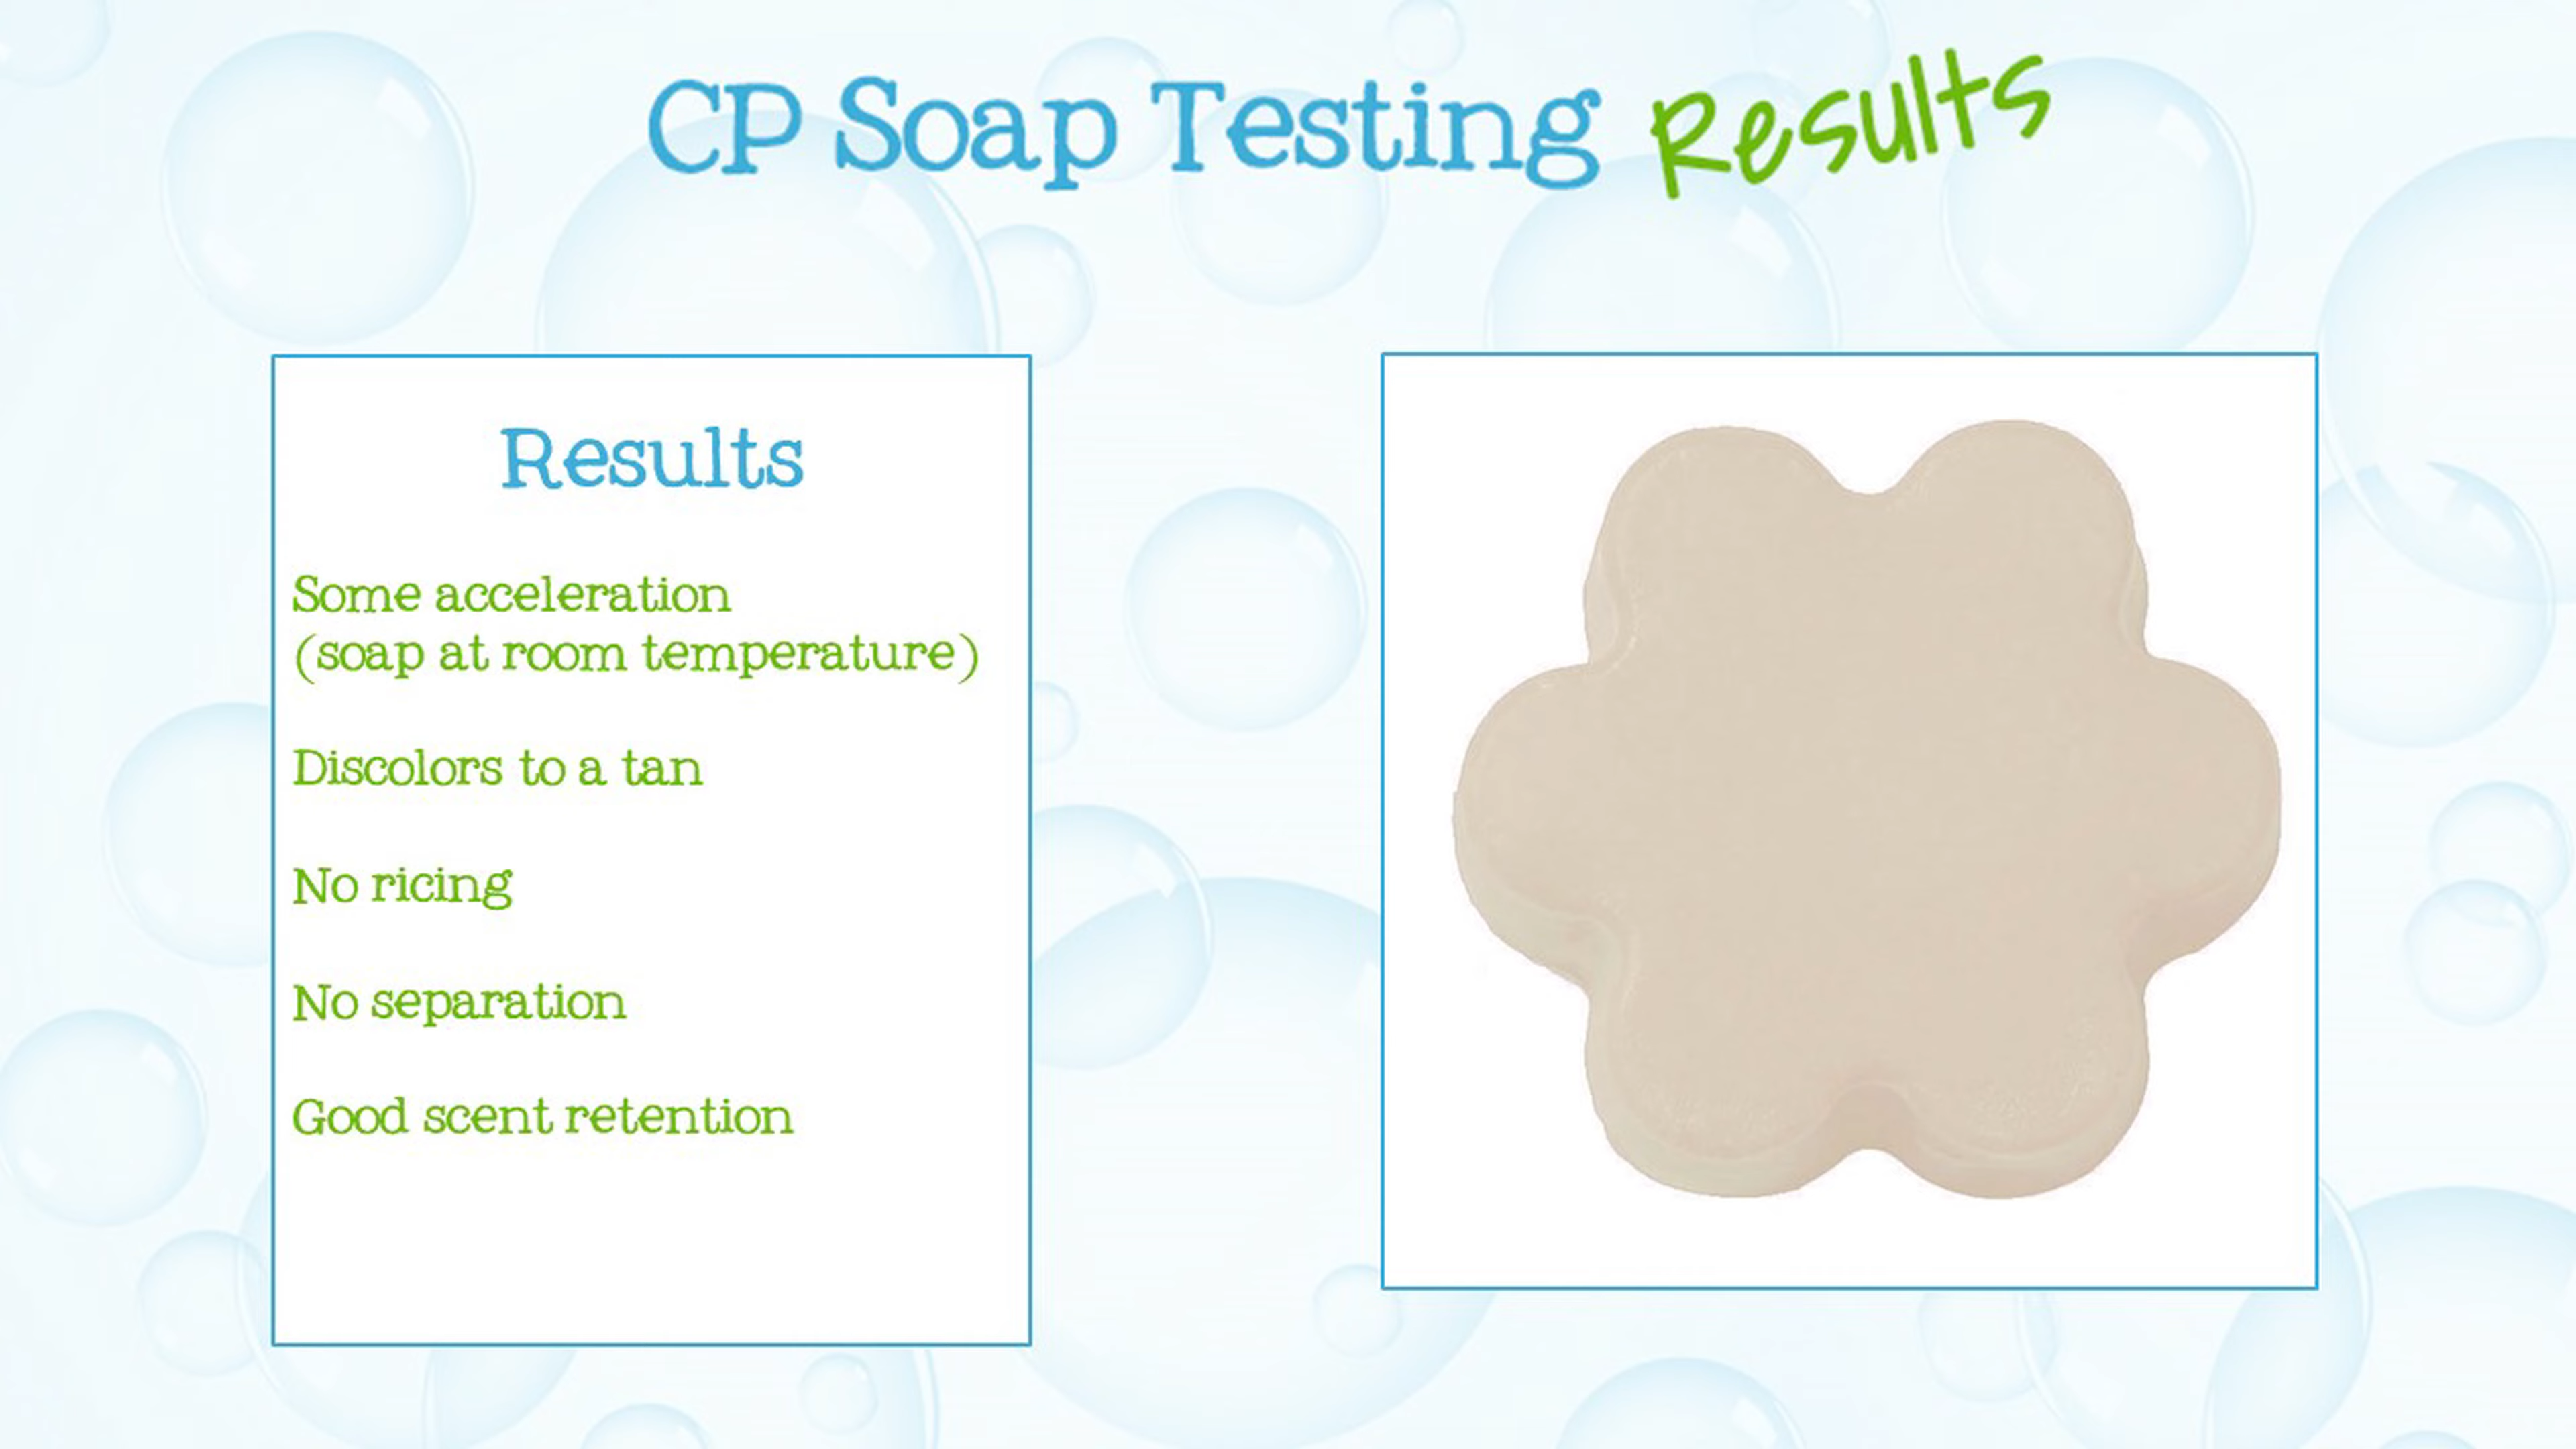 CP Soap Testing Results
Results
Some acceleration
(soap at room temperature)
Discolors to a tan
No ricing
No separation
Good scent retention